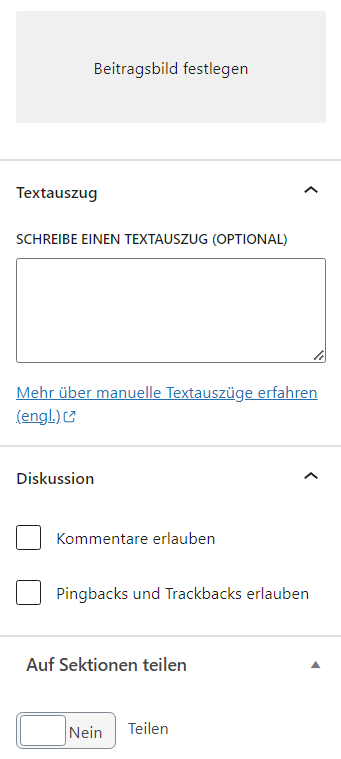 Beitragsbild festlegen
Textauszug
SCHREIBE EINEN TEXTAUSZUG (OPTIONAL)
Mehr über manuelle Textauszüge erfahren
(engl.)
Diskussion
Kommentare erlauben
Pingbacks und Trackbacks erlauben
Auf Sektionen teilen
Nein Teilen